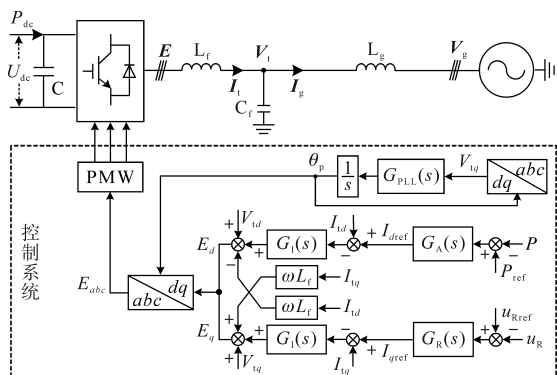 P_dc
U_dc
C
E
L_f
I_t
V_t
C_f
I_g
L_g
V_g
控制系统
PMW
θ_p
1/s
G_PLL(s)
V_tq
abc
dq
E_abc
dq
abc
E_d
V_td
+
+
−
G_I(s)
I_td
−
+
I_dref
G_A(s)
+
−
P
P_ref
ωL_f
I_tq
ωL_f
I_td
E_q
+
+
+
V_tq
G_I(s)
−
+
I_tq
I_qref
G_R(s)
u_Rref
+
−
u_R